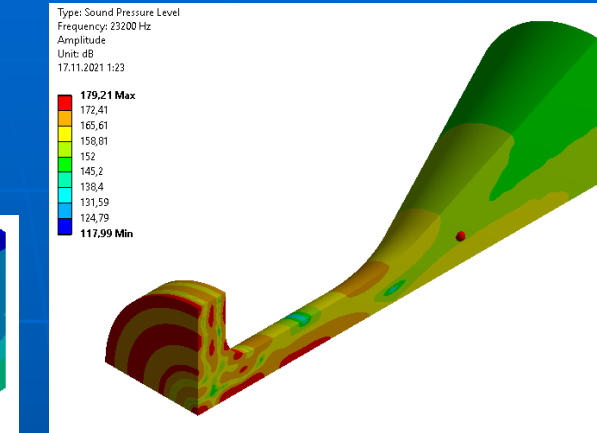 Type: Sound Pressure Level
Frequency: 23200 Hz
Amplitude
Unit: dB
17.11.2021 1:23
179,21 Max
172,41
165,61
158,81
152
145,2
138,4
131,59
124,79
117,99 Min